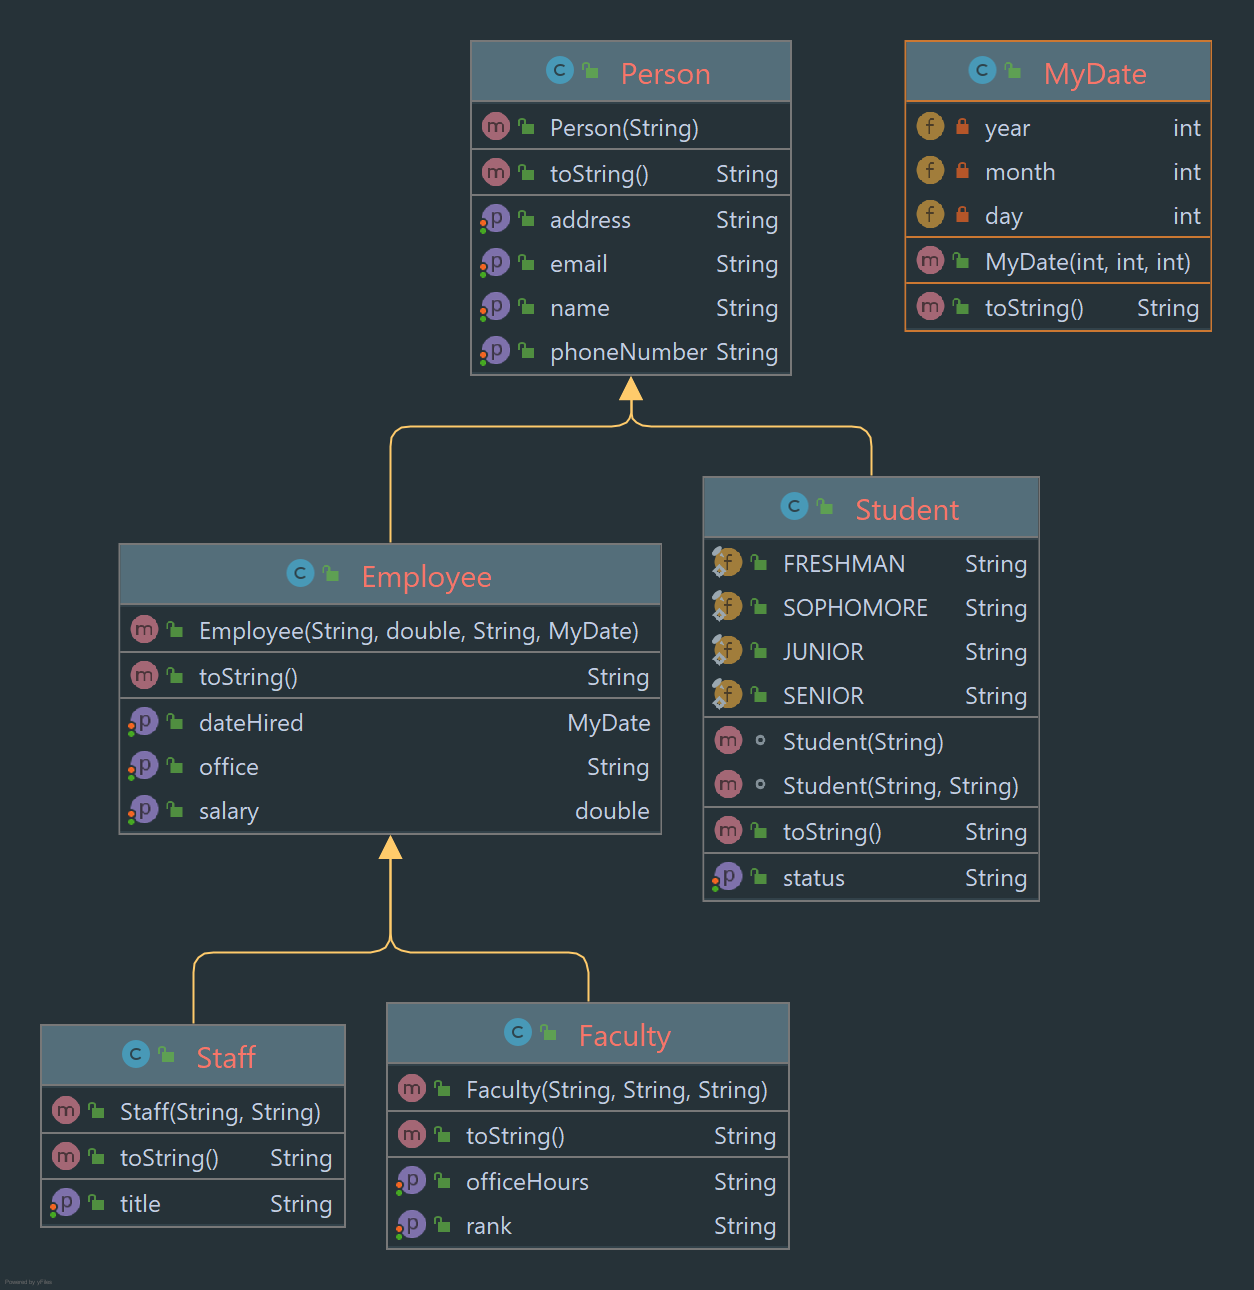 Person
Person(String)
toString() String
address String
email String
name String
phoneNumber String
MyDate
year int
month int
day int
MyDate(int, int, int)
toString() String
Employee
Employee(String, double, String, MyDate)
toString() String
dateHired MyDate
office String
salary double
Student
FRESHMAN String
SOPHOMORE String
JUNIOR String
SENIOR String
Student(String)
Student(String, String)
toString() String
status String
Staff
Staff(String, String)
toString() String
title String
Faculty
Faculty(String, String, String)
toString() String
officeHours String
rank String
Powered by yFiles